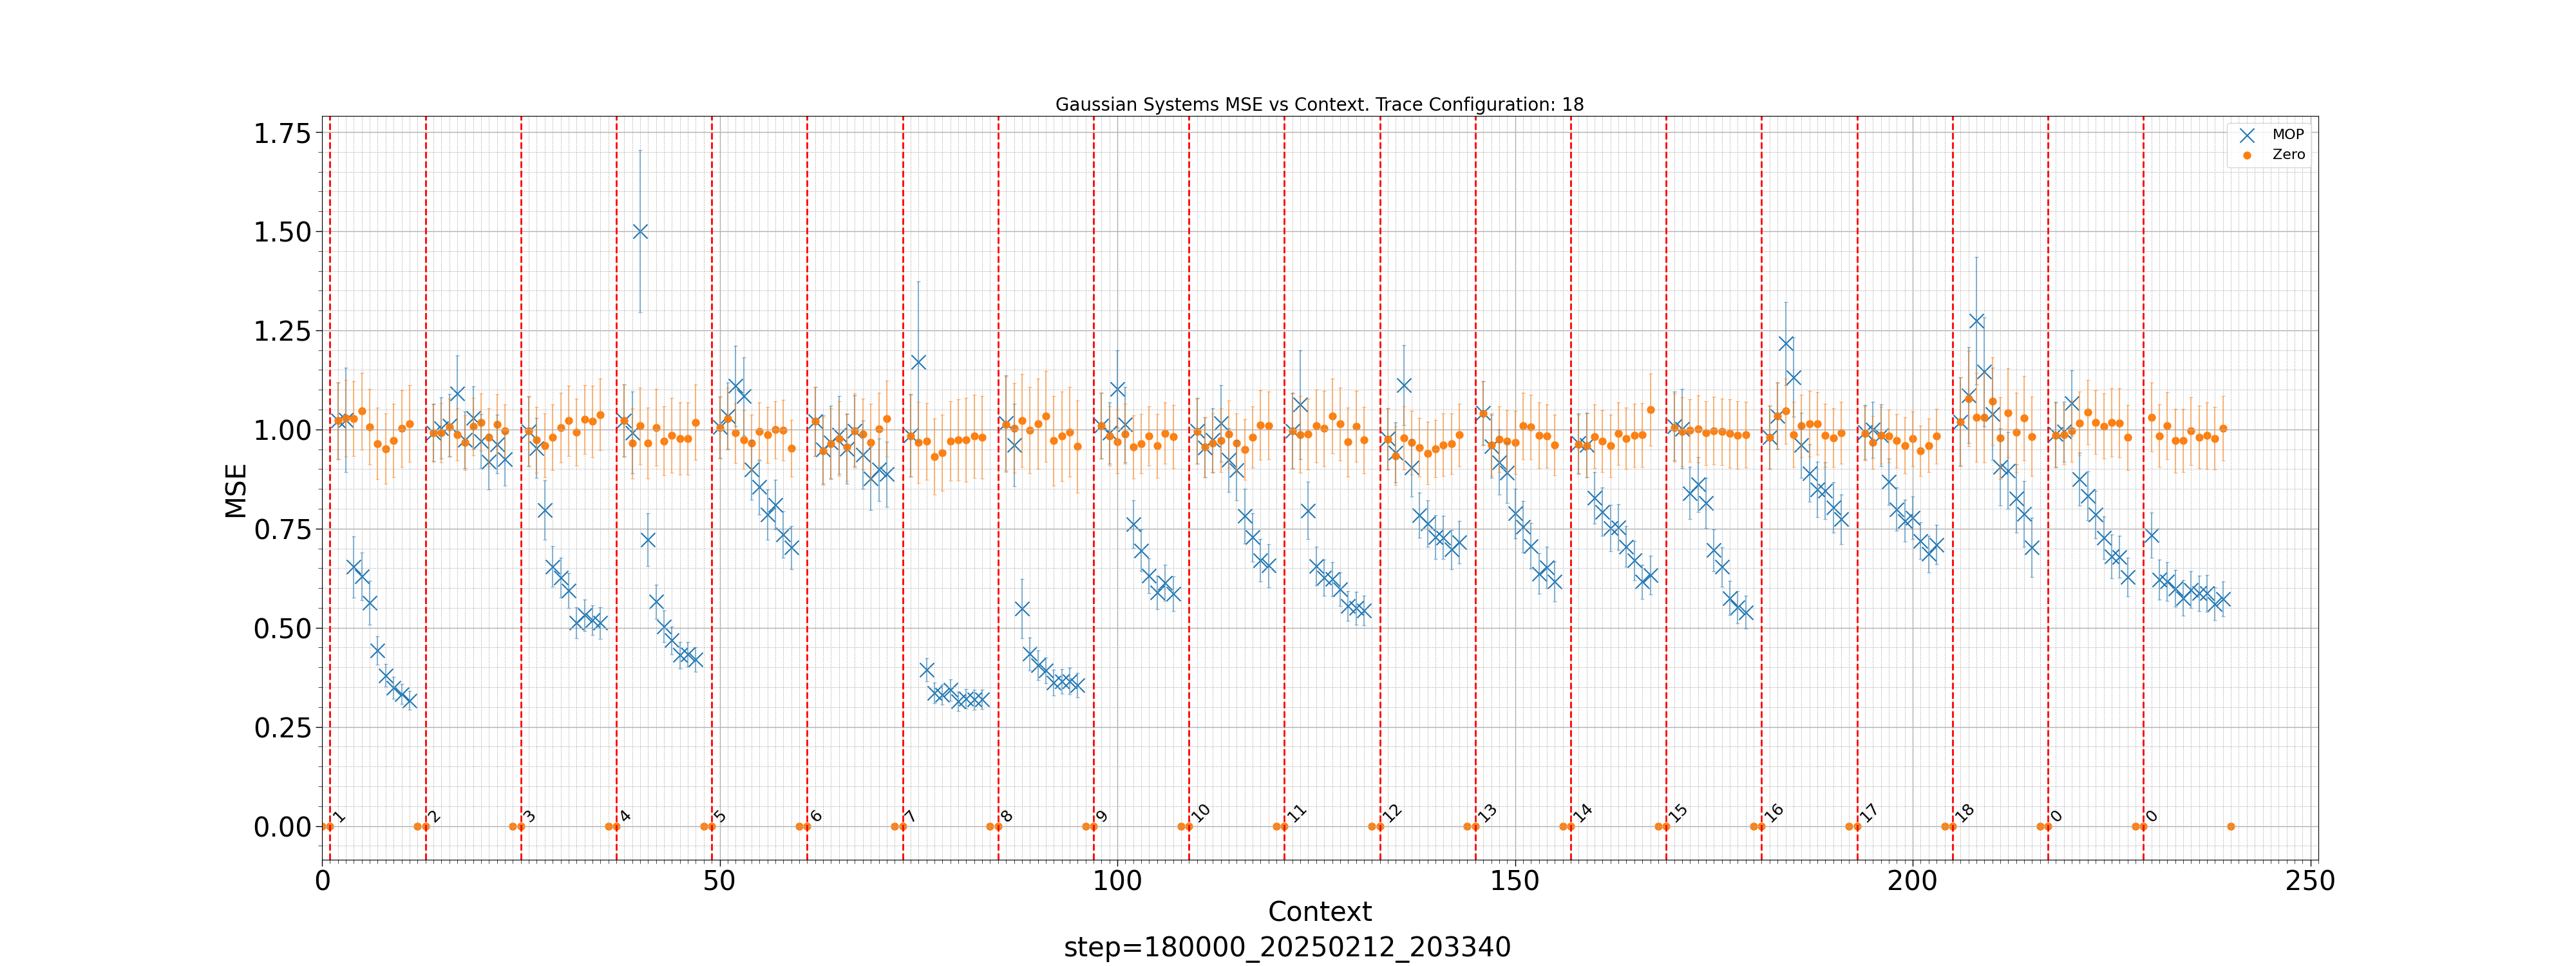 Gaussian Systems MSE vs Context. Trace Configuration: 18
MOP
Zero
MSE
1.75
1.50
1.25
1.00
0.75
0.50
0.25
0.00
1 2 3 4 5 6 7 8 9 10 11 12 13 14 15 16 17 18 0 0
0 50 100 150 200 250
Context
step=180000_20250212_203340